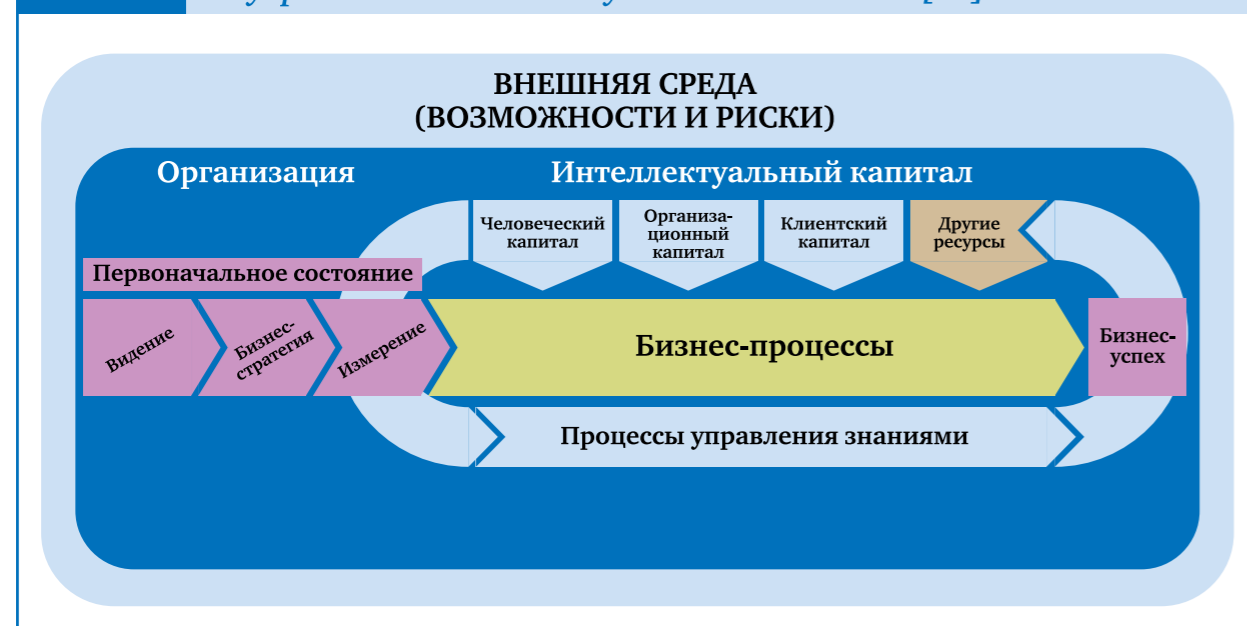 ВНЕШНЯЯ СРЕДА
(ВОЗМОЖНОСТИ И РИСКИ)
Организация
Интеллектуальный капитал
Человеческий
капитал
Организа-
ционный
капитал
Клиентский
капитал
Другие
ресурсы
Первоначальное состояние
Видение
Бизнес-
стратегия
Измерение
Бизнес-процессы
Бизнес-
успех
Процессы управления знаниями